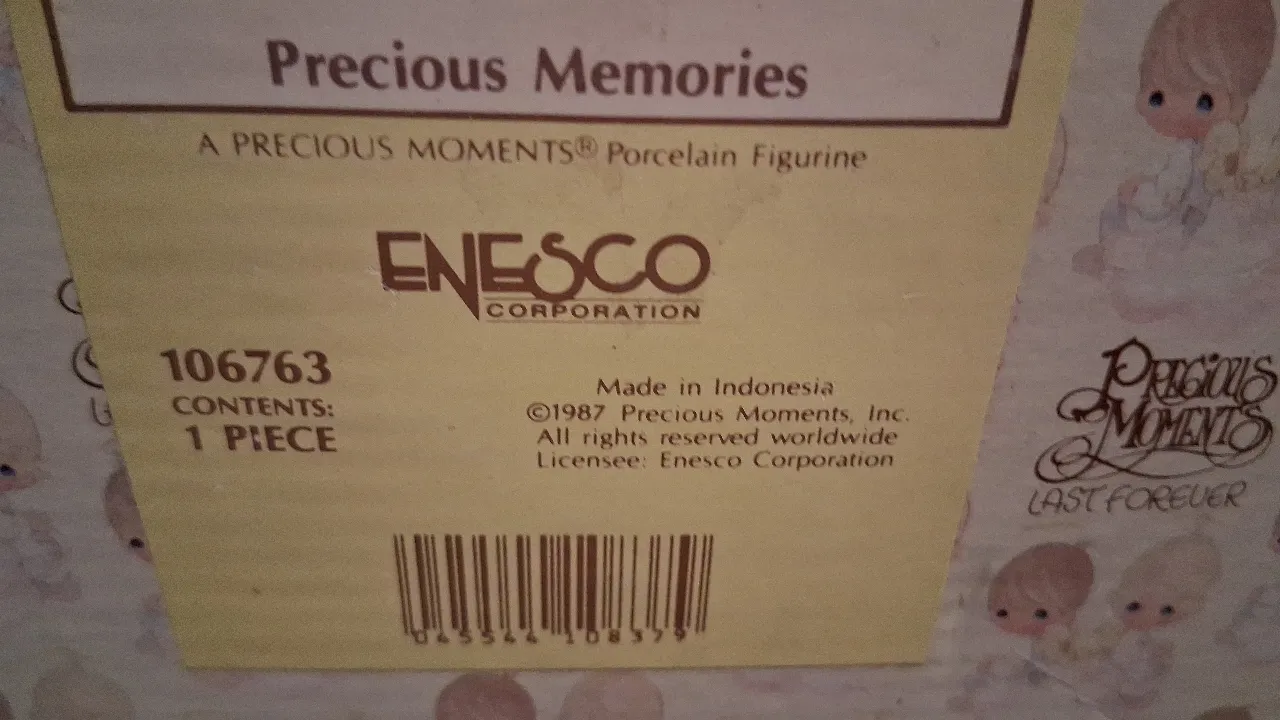 Precious Memories
A PRECIOUS MOMENTS® Porcelain Figurine
ENESCO
CORPORATION
106763
CONTENTS:
1 PIECE
Made in Indonesia
©1987 Precious Moments, Inc.
All rights reserved worldwide
Licensee: Enesco Corporation
PRECIOUS
MOMENTS
LAST FOREVER